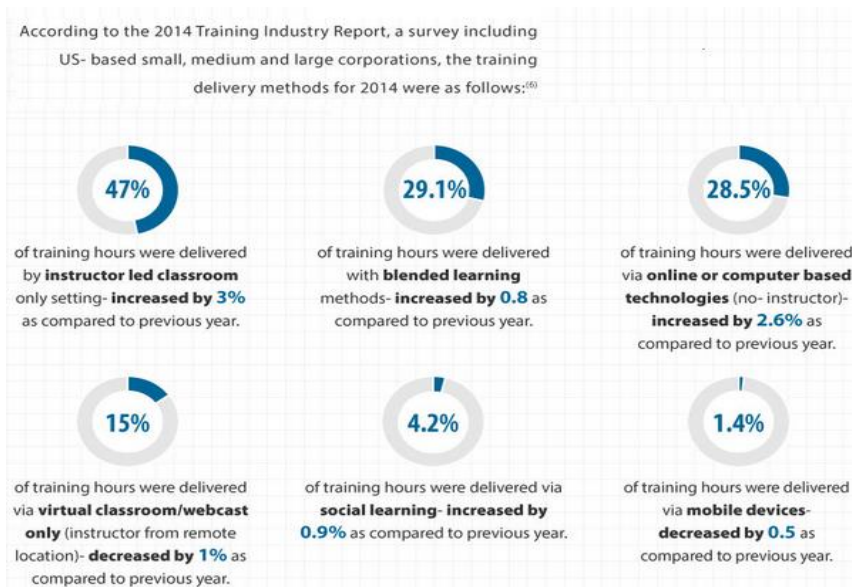 According to the 2014 Training Industry Report, a survey including
US- based small, medium and large corporations, the training
delivery methods for 2014 were as follows:(6)
47%
of training hours were delivered
by instructor led classroom
only setting- increased by 3%
as compared to previous year.
29.1%
of training hours were delivered
with blended learning
methods- increased by 0.8 as
compared to previous year.
28.5%
of training hours were delivered
via online or computer based
technologies (no- instructor)-
increased by 2.6% as
compared to previous year.
15%
of training hours were delivered
via virtual classroom/webcast
only (instructor from remote
location)- decreased by 1% as
compared to previous year.
4.2%
of training hours were delivered via
social learning- increased by
0.9% as compared to previous year.
1.4%
of training hours were delivered
via mobile devices-
decreased by 0.5 as
compared to previous year.